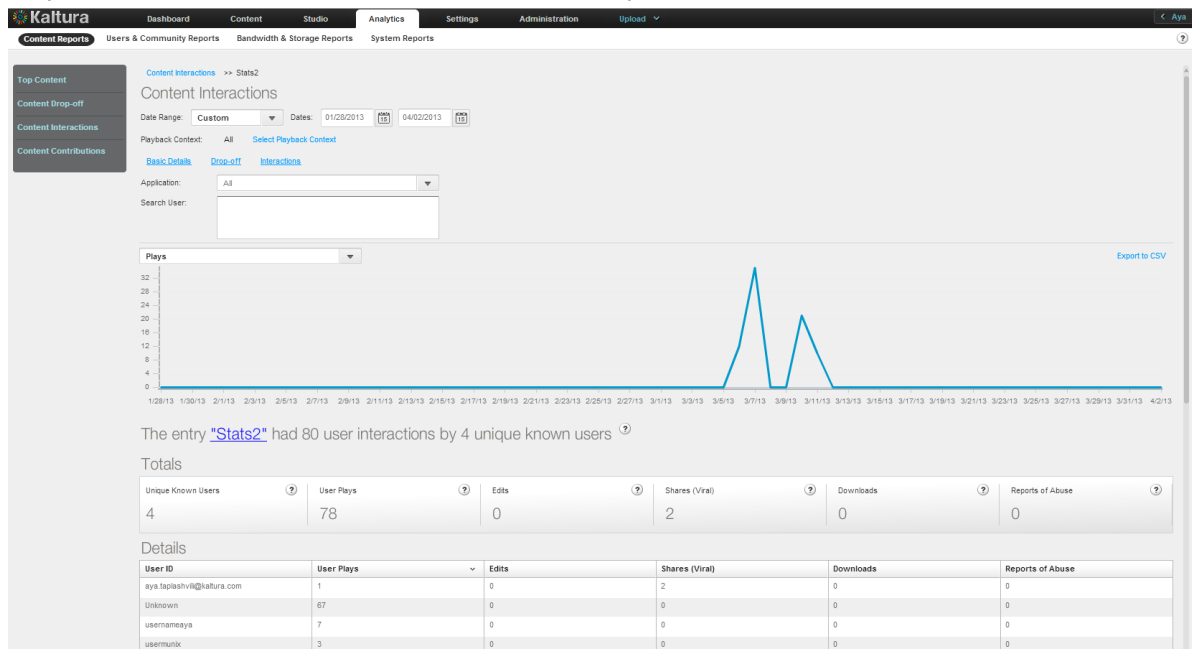 Kaltura Dashboard Content Studio Analytics Settings Administration Upload Aya
Content Reports Users & Community Reports Bandwidth & Storage Reports System Reports ?
Top Content
Content Drop-off
Content Interactions
Content Contributions
Content Interactions >> Stats2
Content Interactions
Date Range: Custom Dates: 01/28/2013 15 04/02/2013 15
Playback Context: All Select Playback Context
Basic Details Drop-off Interactions
Application: All
Search User:
Plays Export to CSV
32
28
24
20
16
12
8
4
0
1/28/13 1/30/13 2/1/13 2/3/13 2/5/13 2/7/13 2/9/13 2/11/13 2/13/13 2/15/13 2/17/13 2/19/13 2/21/13 2/23/13 2/25/13 2/27/13 3/1/13 3/3/13 3/5/13 3/7/13 3/9/13 3/11/13 3/13/13 3/15/13 3/17/13 3/19/13 3/21/13 3/23/13 3/25/13 3/27/13 3/29/13 3/31/13 4/2/13
The entry "Stats2" had 80 user interactions by 4 unique known users ?
Totals
Unique Known Users ? User Plays ? Edits ? Shares (Viral) ? Downloads ? Reports of Abuse ?
4 78 0 2 0 0
Details
User ID User Plays Edits Shares (Viral) Downloads Reports of Abuse
aya.taplashvili@kaltura.com 1 0 2 0 0
Unknown 67 0 0 0 0
usernameaya 7 0 0 0 0
usermunix 3 0 0 0 0